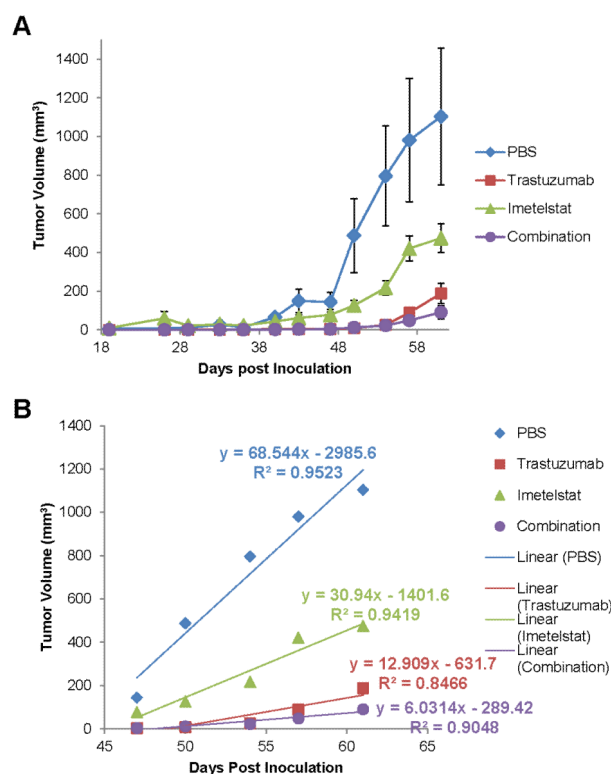 A
1400
1200
1000
800
600
400
200
0
Tumor Volume (mm³)
18 28 38 48 58
Days post Inoculation
PBS
Trastuzumab
Imetelstat
Combination
B
1400
1200
1000
800
600
400
200
0
Tumor Volume (mm³)
45 50 55 60 65
Days Post Inoculation
y = 68.544x - 2985.6
R² = 0.9523
y = 30.94x - 1401.6
R² = 0.9419
y = 12.909x - 631.7
R² = 0.8466
y = 6.0314x - 289.42
R² = 0.9048
PBS
Trastuzumab
Imetelstat
Combination
Linear (PBS)
Linear
(Trastuzumab)
Linear
(Imetelstat)
Linear
(Combination)